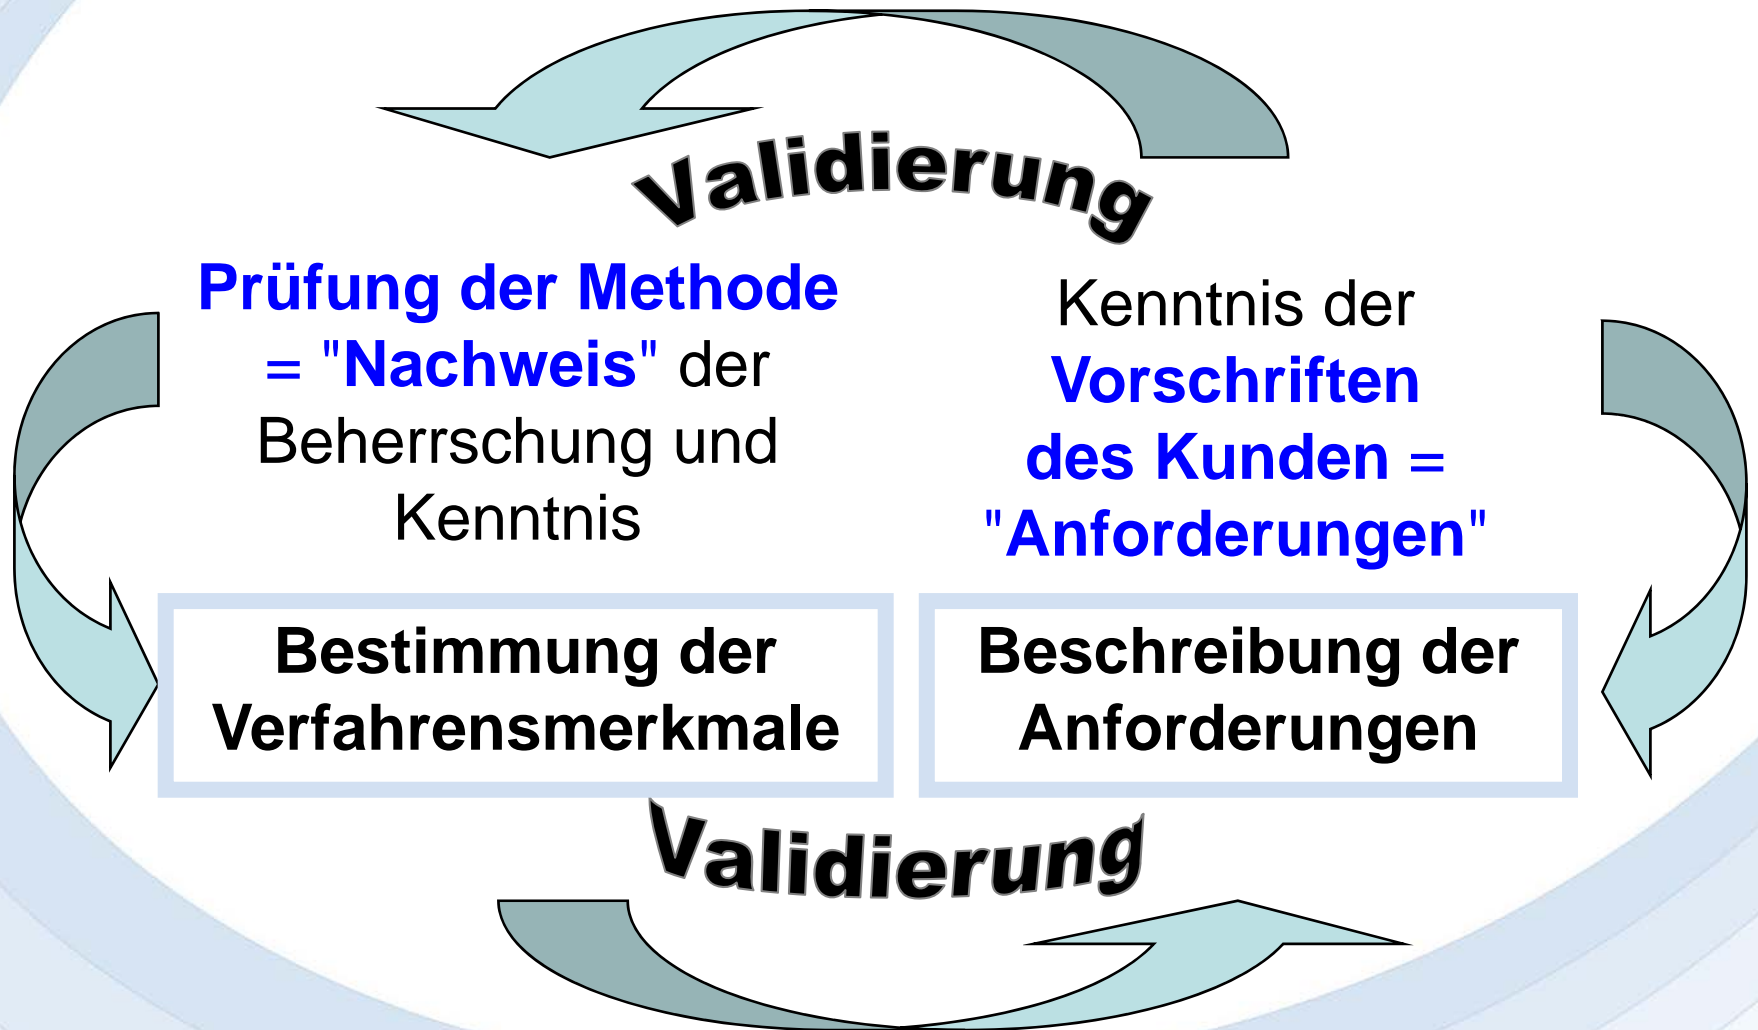 Validierung
Prüfung der Methode
= "Nachweis" der
Beherrschung und
Kenntnis
Kenntnis der
Vorschriften
des Kunden =
"Anforderungen"
Bestimmung der
Verfahrensmerkmale
Beschreibung der
Anforderungen
Validierung